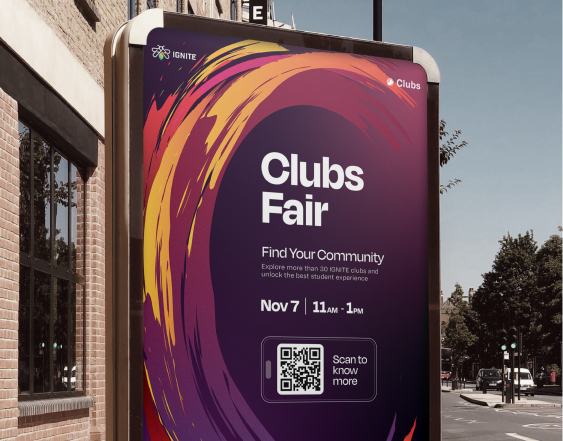 E
IGNITE
Clubs
Clubs
Fair
Find Your Community
Explore more than 30 IGNITE clubs and
unlock the best student experience
Nov 7 | 11AM - 1PM
Scan to
know
more